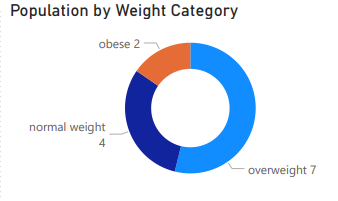 Population by Weight Category
obese 2
normal weight
4
overweight 7